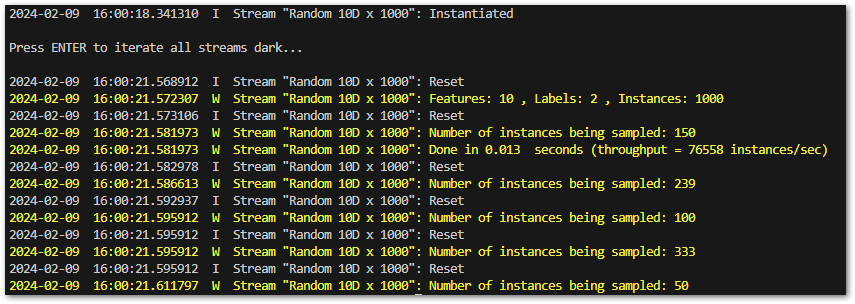 2024-02-09  16:00:18.341310  I  Stream "Random 10D x 1000": Instantiated
Press ENTER to iterate all streams dark...
2024-02-09  16:00:21.568912  I  Stream "Random 10D x 1000": Reset
2024-02-09  16:00:21.572307  W  Stream "Random 10D x 1000": Features: 10 , Labels: 2 , Instances: 1000
2024-02-09  16:00:21.573106  I  Stream "Random 10D x 1000": Reset
2024-02-09  16:00:21.581973  W  Stream "Random 10D x 1000": Number of instances being sampled: 150
2024-02-09  16:00:21.581973  W  Stream "Random 10D x 1000": Done in 0.013  seconds (throughput = 76558 instances/sec)
2024-02-09  16:00:21.582978  I  Stream "Random 10D x 1000": Reset
2024-02-09  16:00:21.586613  W  Stream "Random 10D x 1000": Number of instances being sampled: 239
2024-02-09  16:00:21.592937  I  Stream "Random 10D x 1000": Reset
2024-02-09  16:00:21.595912  W  Stream "Random 10D x 1000": Number of instances being sampled: 100
2024-02-09  16:00:21.595912  I  Stream "Random 10D x 1000": Reset
2024-02-09  16:00:21.595912  W  Stream "Random 10D x 1000": Number of instances being sampled: 333
2024-02-09  16:00:21.595912  I  Stream "Random 10D x 1000": Reset
2024-02-09  16:00:21.611797  W  Stream "Random 10D x 1000": Number of instances being sampled: 50